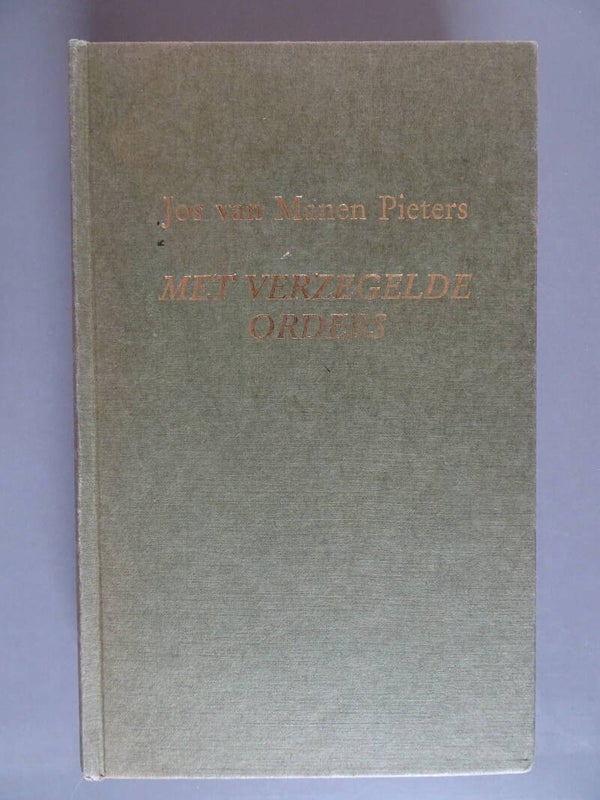 Jos van Manen Pieters
MET VERZEGELDE
ORDERS